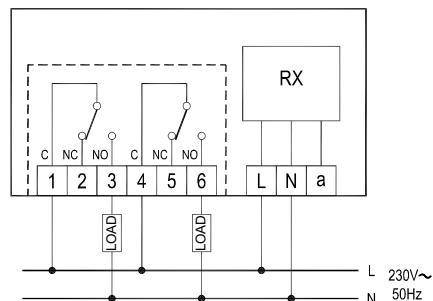 RX
C NC NO C NC NO
1 2 3 4 5 6 L N a
LOAD LOAD
L 230V~
N 50Hz